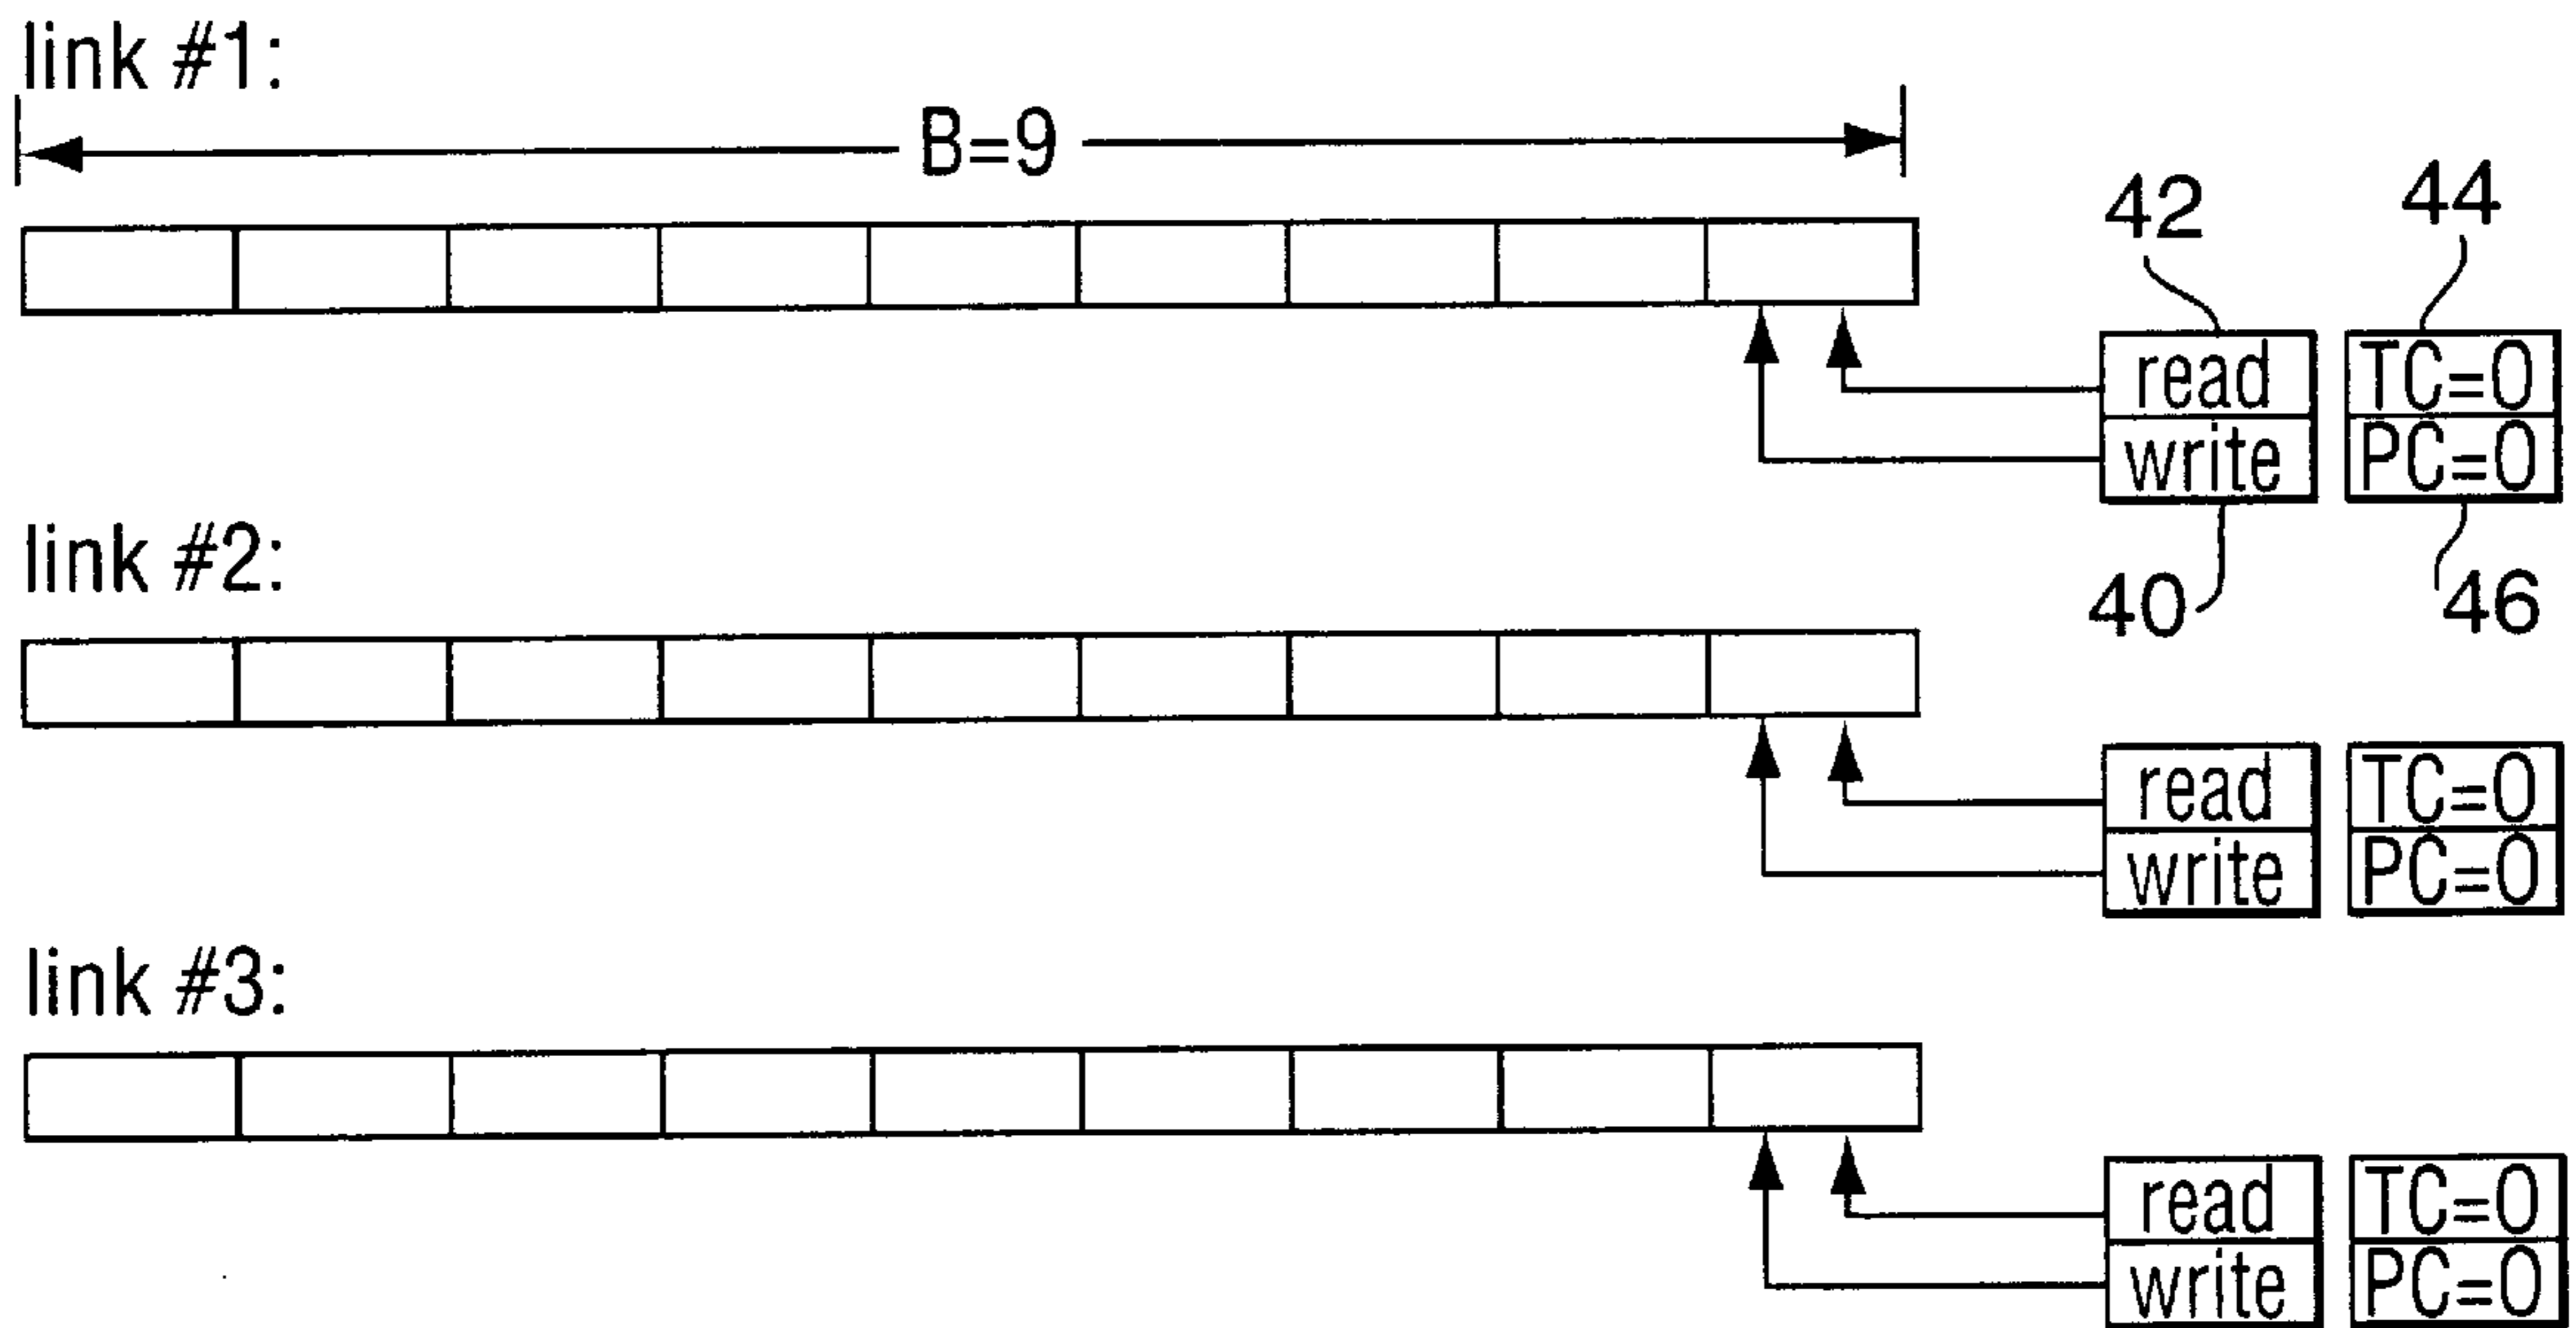 link #1:
B=9
42
44
read
TC=0
write
PC=0
link #2:
40
46
read
TC=0
write
PC=0
link #3:
read
TC=0
write
PC=0